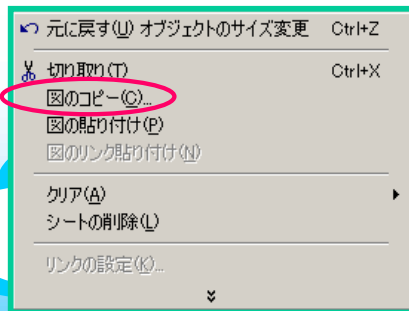 元に戻す(U) オブジェクトのサイズ変更 Ctrl+Z
切り取り(T) Ctrl+X
図のコピー(C)...
図の貼り付け(P)
図のリンク貼り付け(N)
クリア(A)
シートの削除(L)
リンクの設定(K)...